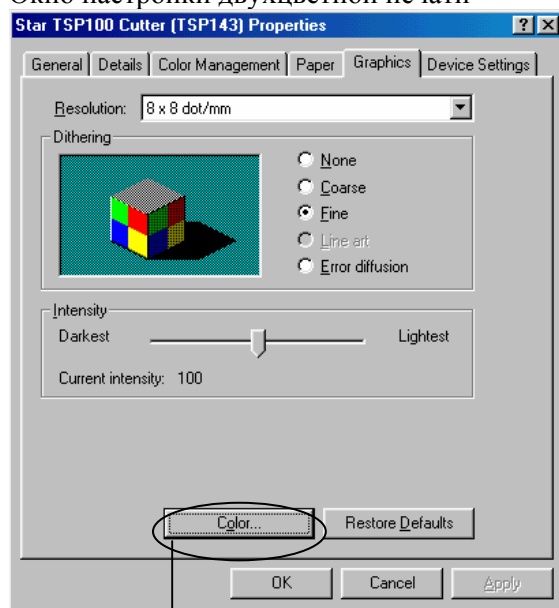 Окно настройки двухцветной печати
Star TSP100 Cutter (TSP143) Properties
General Details Color Management Paper Graphics Device Settings
Resolution: 8 x 8 dot/mm
Dithering
None
Coarse
Fine
Line art
Error diffusion
Intensity
Darkest Lightest
Current intensity: 100
Color... Restore Defaults
OK Cancel Apply